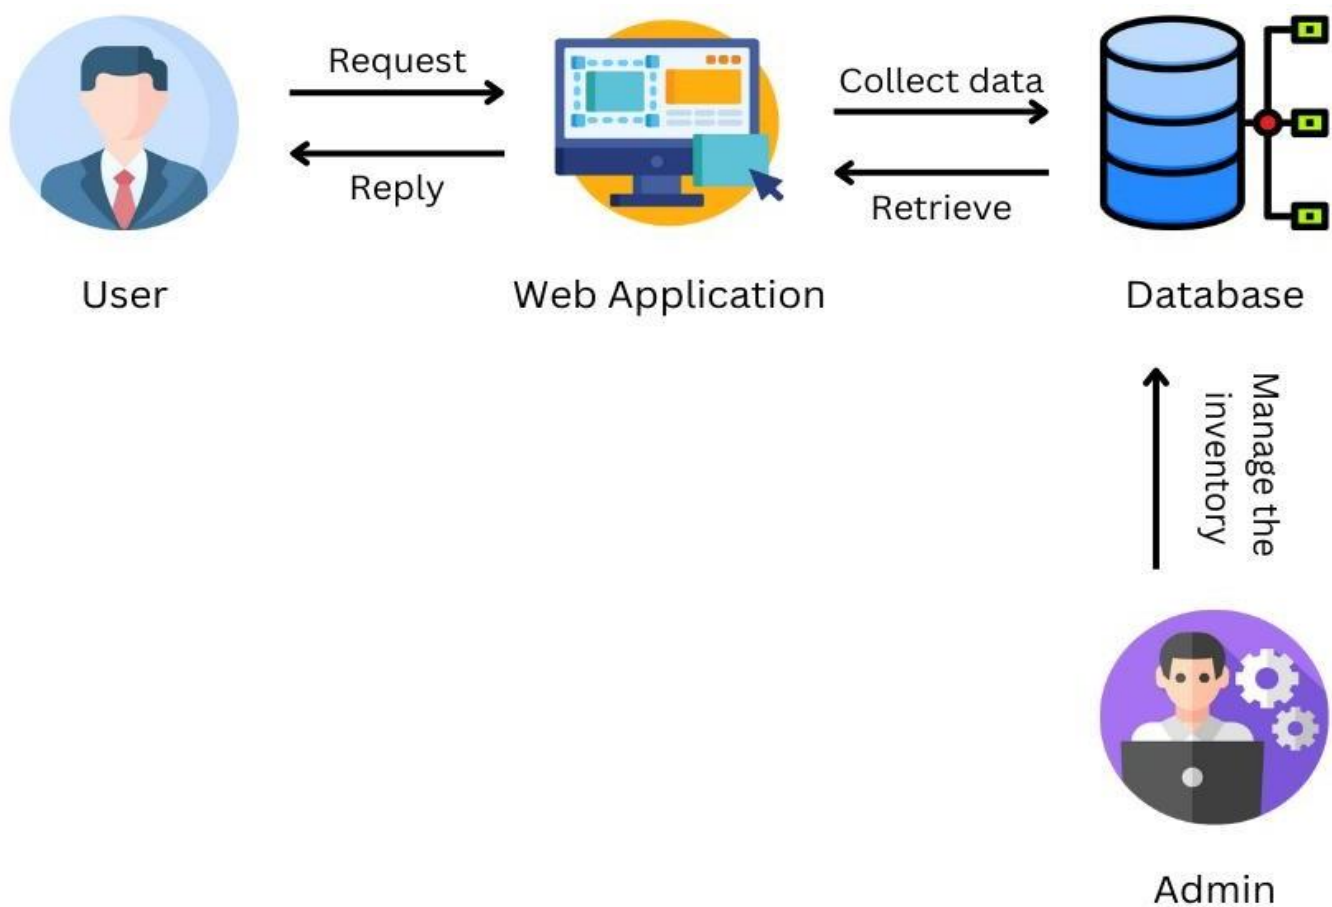 Request
Collect data
Reply
Retrieve
User
Web Application
Database
Manage the
inventory
Admin